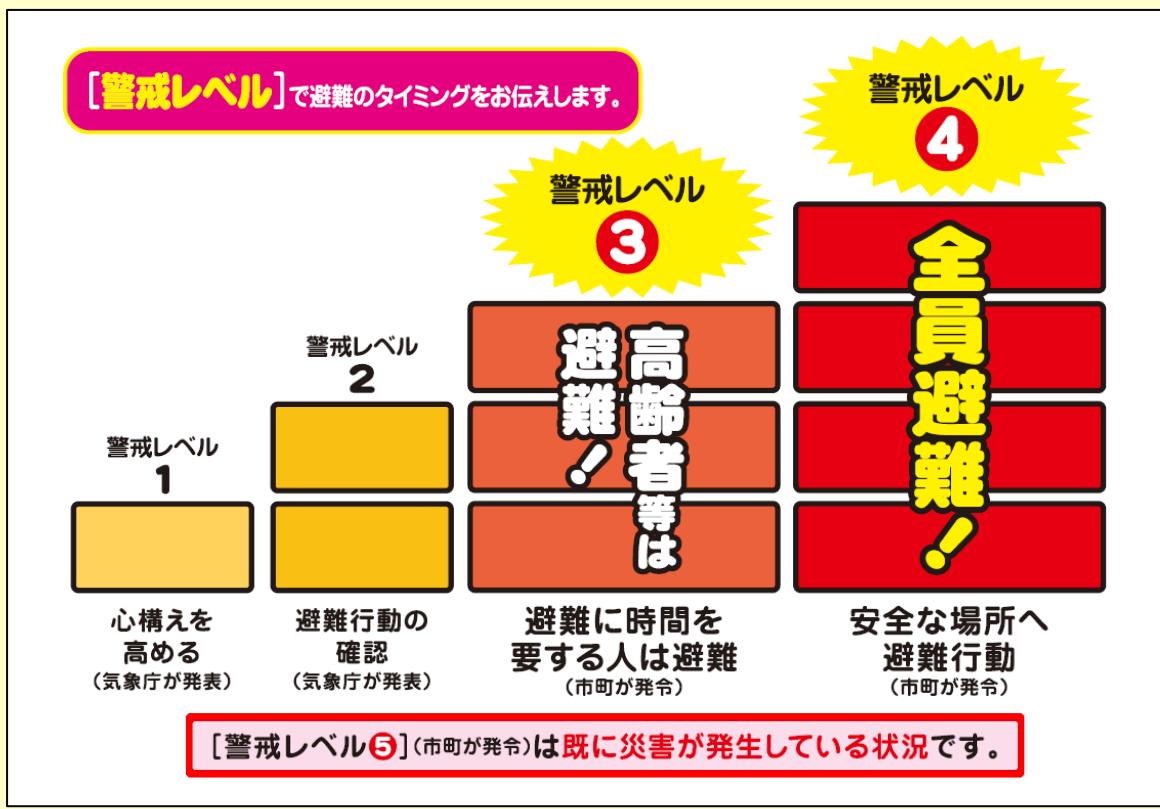 [警戒レベル]で避難のタイミングをお伝えします。
警戒レベル
1
心構えを
高める
(気象庁が発表)
警戒レベル
2
避難行動の
確認
(気象庁が発表)
警戒レベル
3
高齢者等は
避難!
避難に時間を
要する人は避難
(市町が発令)
警戒レベル
4
全員避難!
安全な場所へ
避難行動
(市町が発令)
[警戒レベル5](市町が発令)は既に災害が発生している状況です。